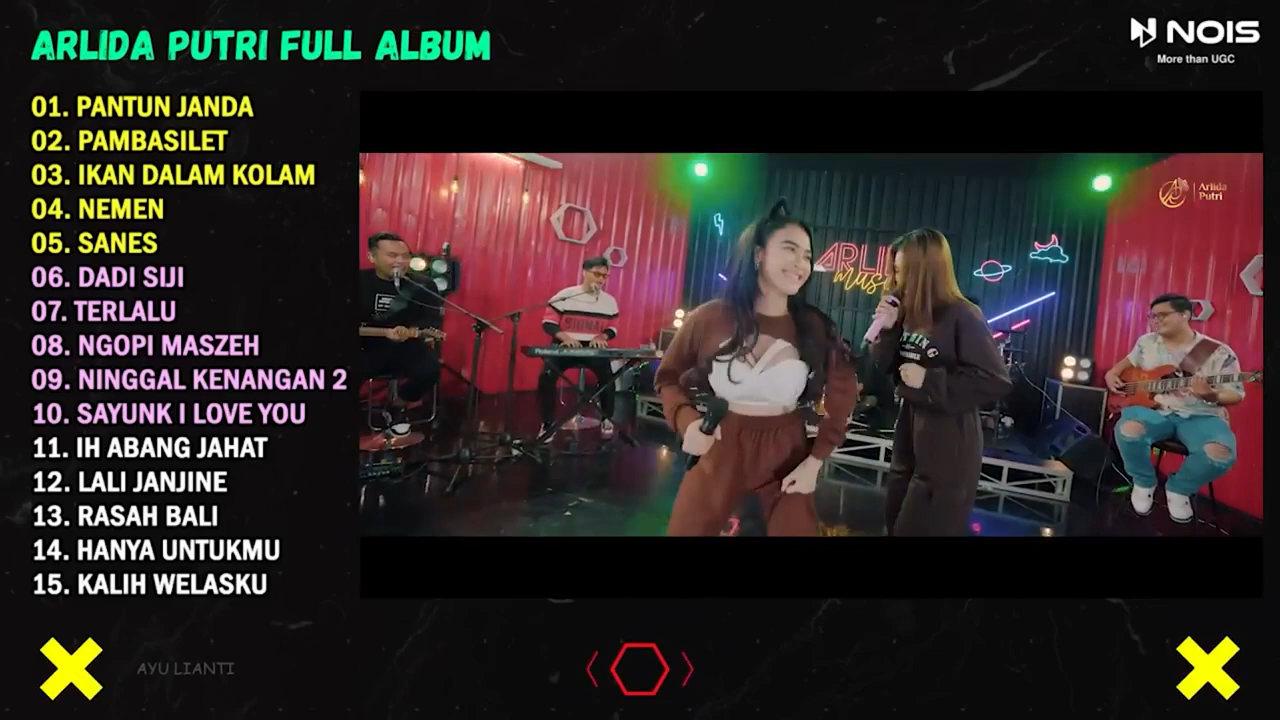 ARLIDA PUTRI FULL ALBUM
NOIS
More than UGC
01. PANTUN JANDA
02. PAMBASILET
03. IKAN DALAM KOLAM
04. NEMEN
05. SANES
06. DADI SIJI
07. TERLALU
08. NGOPI MASZEH
09. NINGGAL KENANGAN 2
10. SAYUNK I LOVE YOU
11. IH ABANG JAHAT
12. LALI JANJINE
13. RASAH BALI
14. HANYA UNTUKMU
15. KALIH WELASKU
Arlida
Putri
ARLI
AYU LIANTI